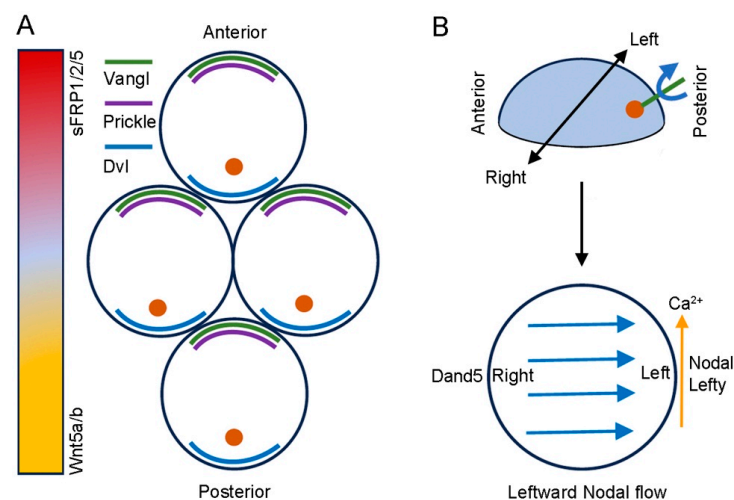 A
Anterior
sFRP1/2/5
Vangl
Prickle
Dvl
Wnt5a/b
Posterior
B
Left
Anterior
Posterior
Right
Ca²⁺
Dand5
Right
Left
Nodal
Lefty
Leftward Nodal flow